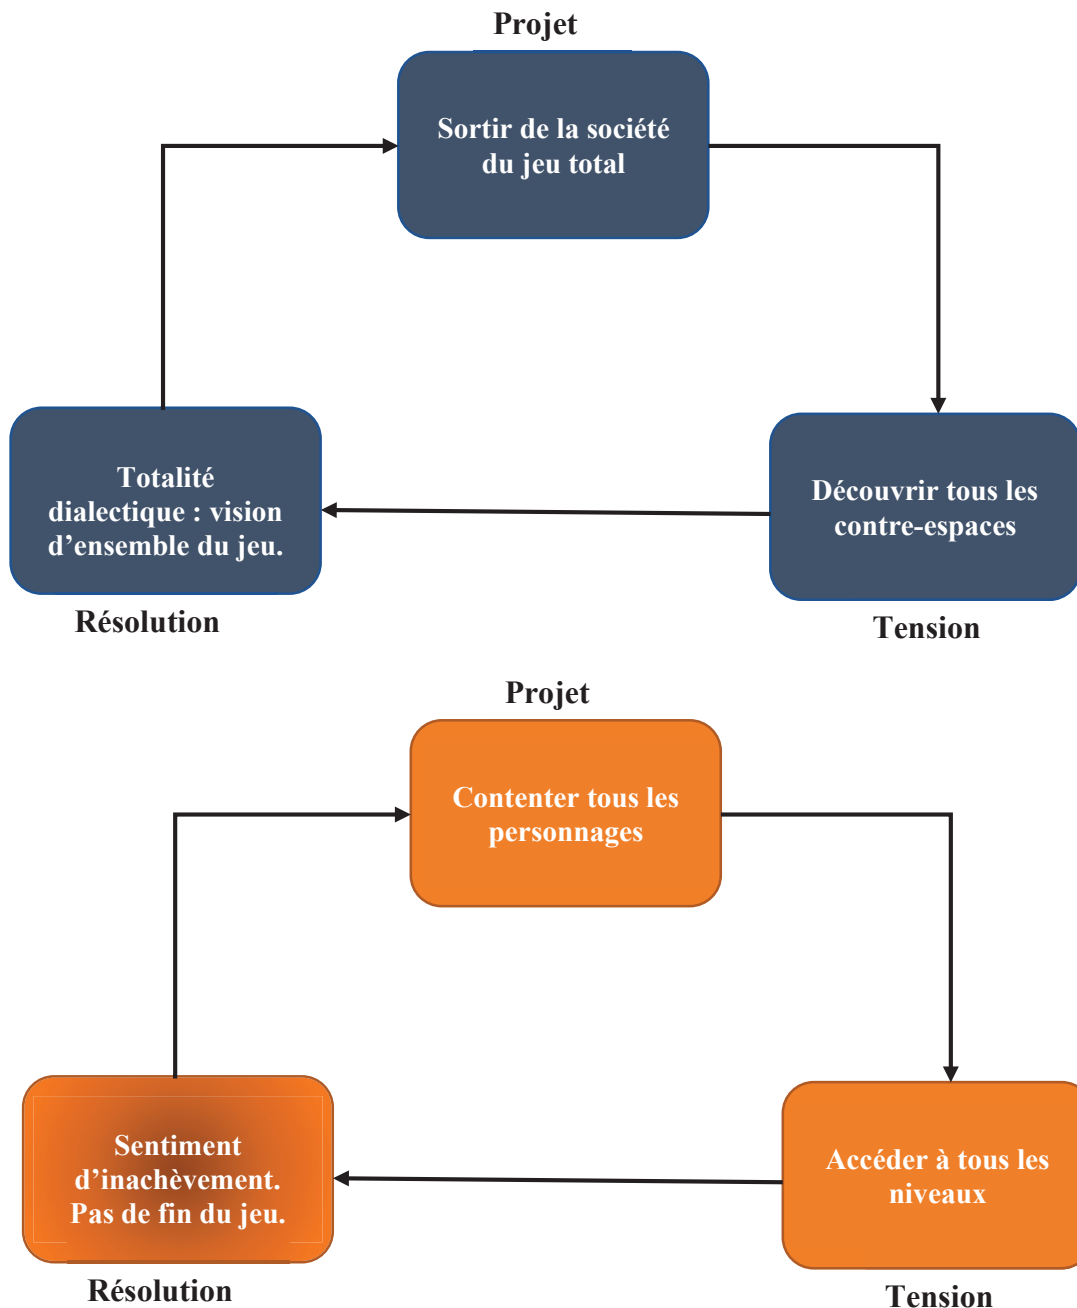 Projet
Sortir de la société
du jeu total
Totalité
dialectique : vision
d’ensemble du jeu.
Découvrir tous les
contre-espaces
Résolution
Tension
Projet
Contenter tous les
personnages
Sentiment
d’inachèvement.
Pas de fin du jeu.
Accéder à tous les
niveaux
Résolution
Tension